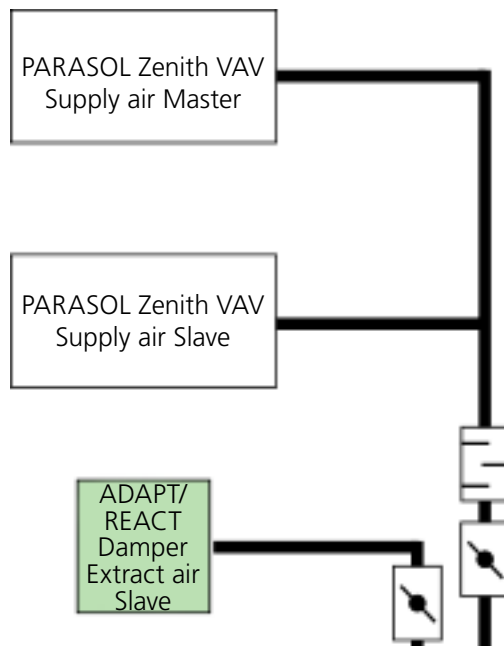 PARASOL Zenith VAV
Supply air Master
PARASOL Zenith VAV
Supply air Slave
ADAPT/
REACT
Damper
Extract air
Slave